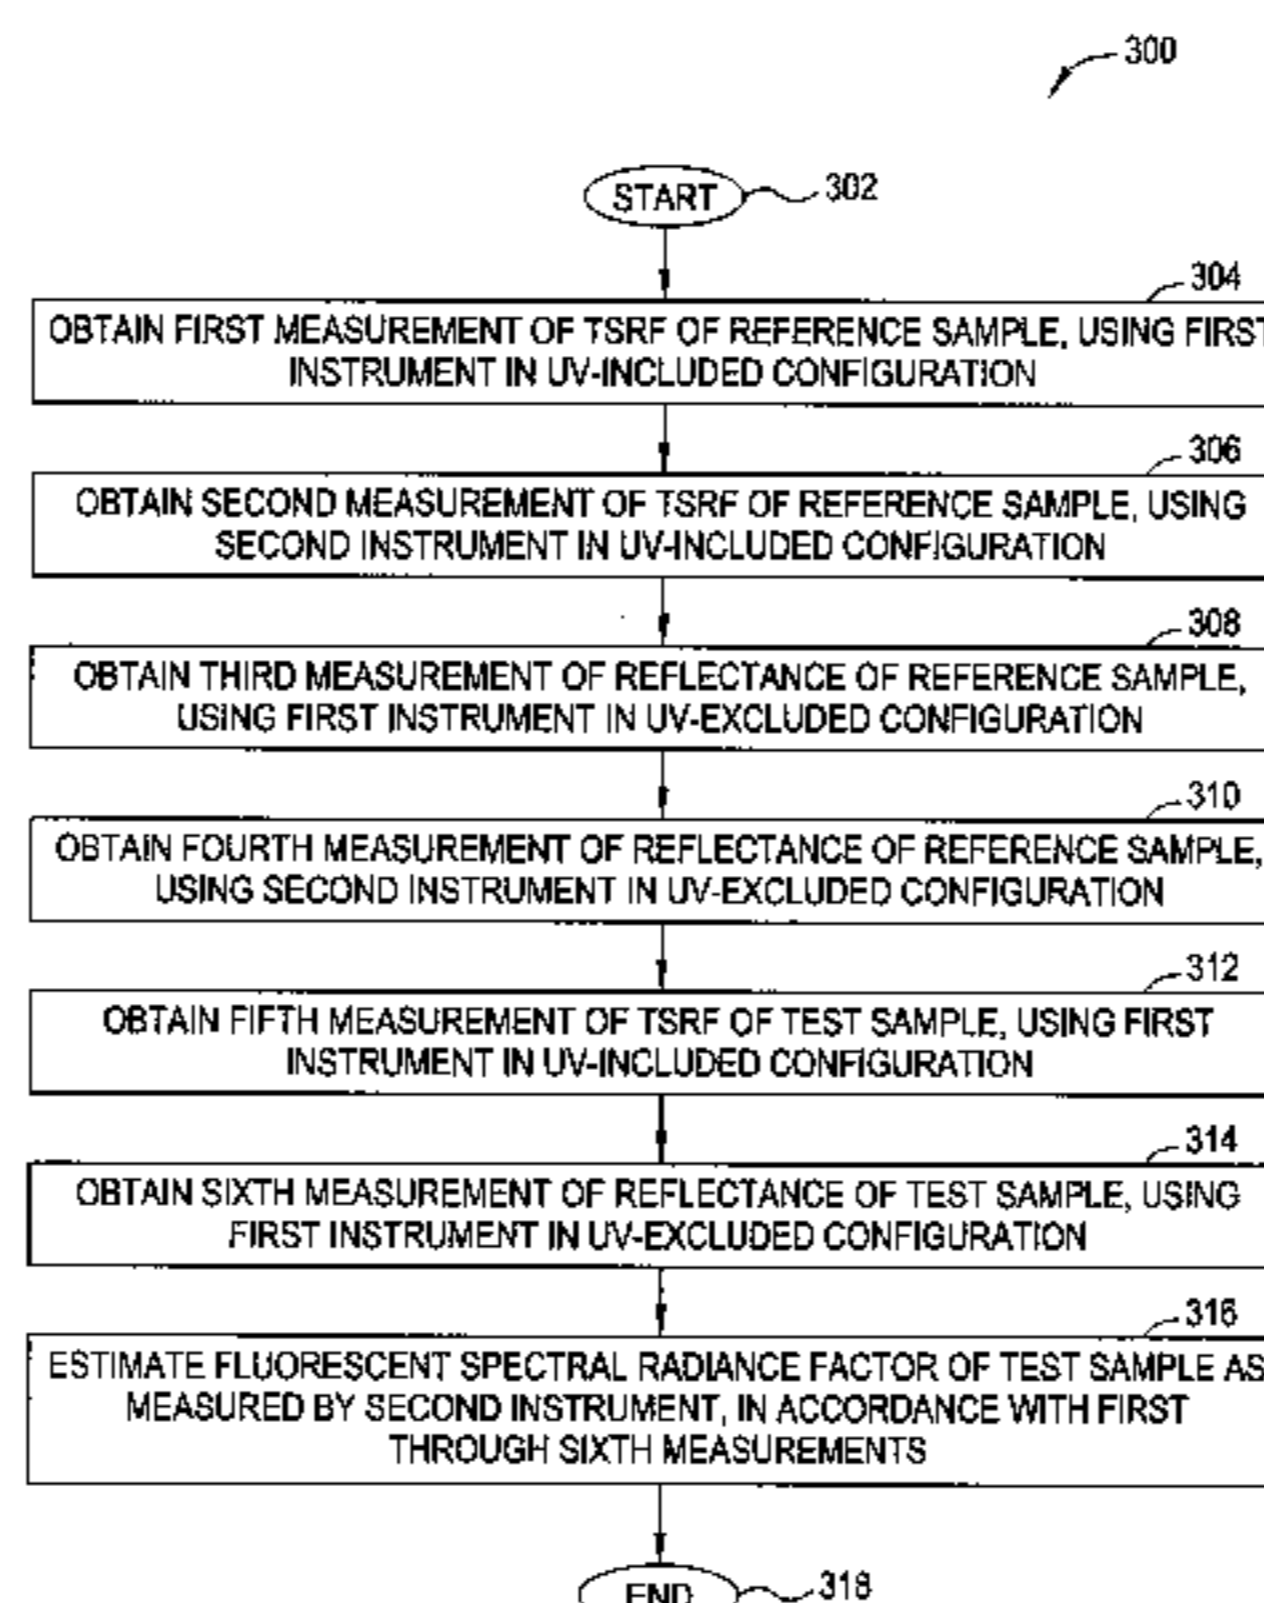 300
START 302
304
OBTAIN FIRST MEASUREMENT OF TSRF OF REFERENCE SAMPLE, USING FIRST
INSTRUMENT IN UV-INCLUDED CONFIGURATION
306
OBTAIN SECOND MEASUREMENT OF TSRF OF REFERENCE SAMPLE, USING
SECOND INSTRUMENT IN UV-INCLUDED CONFIGURATION
308
OBTAIN THIRD MEASUREMENT OF REFLECTANCE OF REFERENCE SAMPLE,
USING FIRST INSTRUMENT IN UV-EXCLUDED CONFIGURATION
310
OBTAIN FOURTH MEASUREMENT OF REFLECTANCE OF REFERENCE SAMPLE,
USING SECOND INSTRUMENT IN UV-EXCLUDED CONFIGURATION
312
OBTAIN FIFTH MEASUREMENT OF TSRF OF TEST SAMPLE, USING FIRST
INSTRUMENT IN UV-INCLUDED CONFIGURATION
314
OBTAIN SIXTH MEASUREMENT OF REFLECTANCE OF TEST SAMPLE, USING
FIRST INSTRUMENT IN UV-EXCLUDED CONFIGURATION
316
ESTIMATE FLUORESCENT SPECTRAL RADIANCE FACTOR OF TEST SAMPLE AS
MEASURED BY SECOND INSTRUMENT, IN ACCORDANCE WITH FIRST
THROUGH SIXTH MEASUREMENTS
END 318